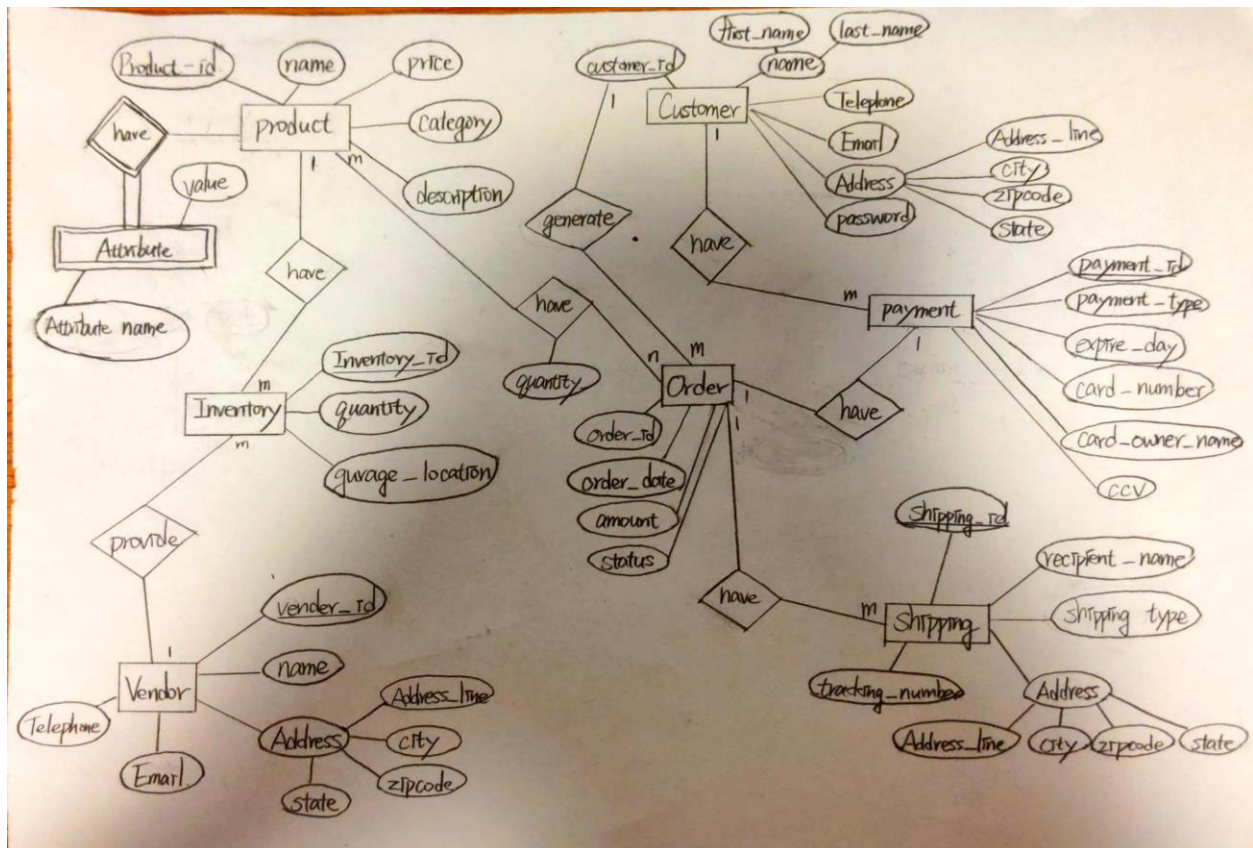 Product-id
name
price
product
category
description
have
value
Attribute
Attribute name
1
m
have
m
Inventory
m
Inventory_id
quantity
gurage_location
provide
1
Vendor
vender_id
name
Telephone
Email
Address
Address_line
city
zipcode
state
have
quantity
n
customer_id
1
generate
M
first_name
last_name
name
Customer
1
Telephone
Email
Address
password
Address_line
city
zipcode
state
have
m
payment
1
payment_id
payment_type
expire_day
card_number
card_owner_name
ccv
have
Order
1
1
order_id
order_date
amount
status
have
m
shipping
shipping_id
recipient_name
shipping type
tracking_number
Address
Address_line
city
zipcode
state